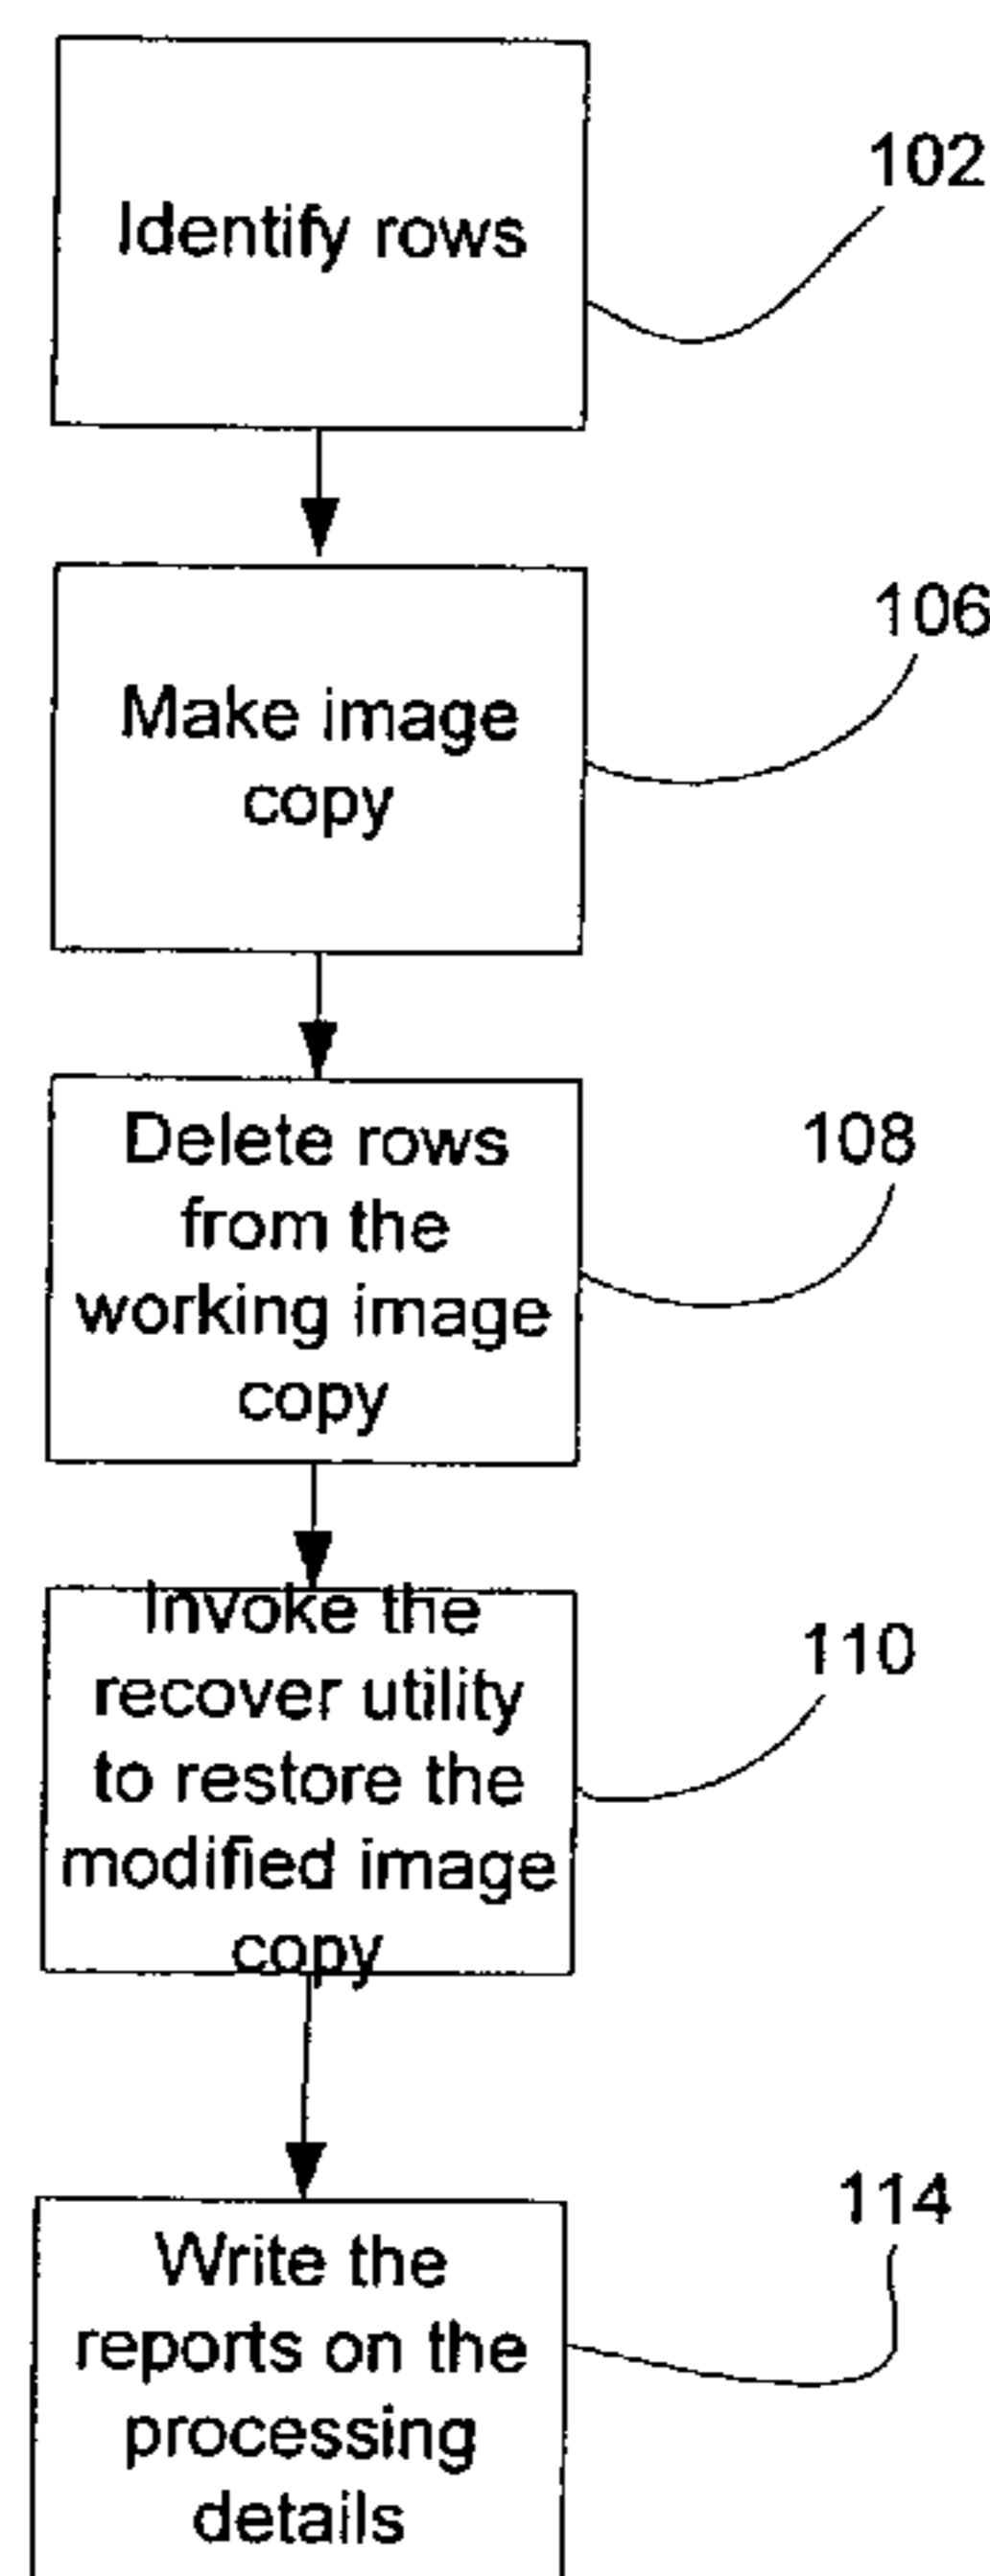 Identify rows
102
Make image
copy
106
Delete rows
from the
working image
copy
108
Invoke the
recover utility
to restore the
modified image
copy
110
Write the
reports on the
processing
details
114